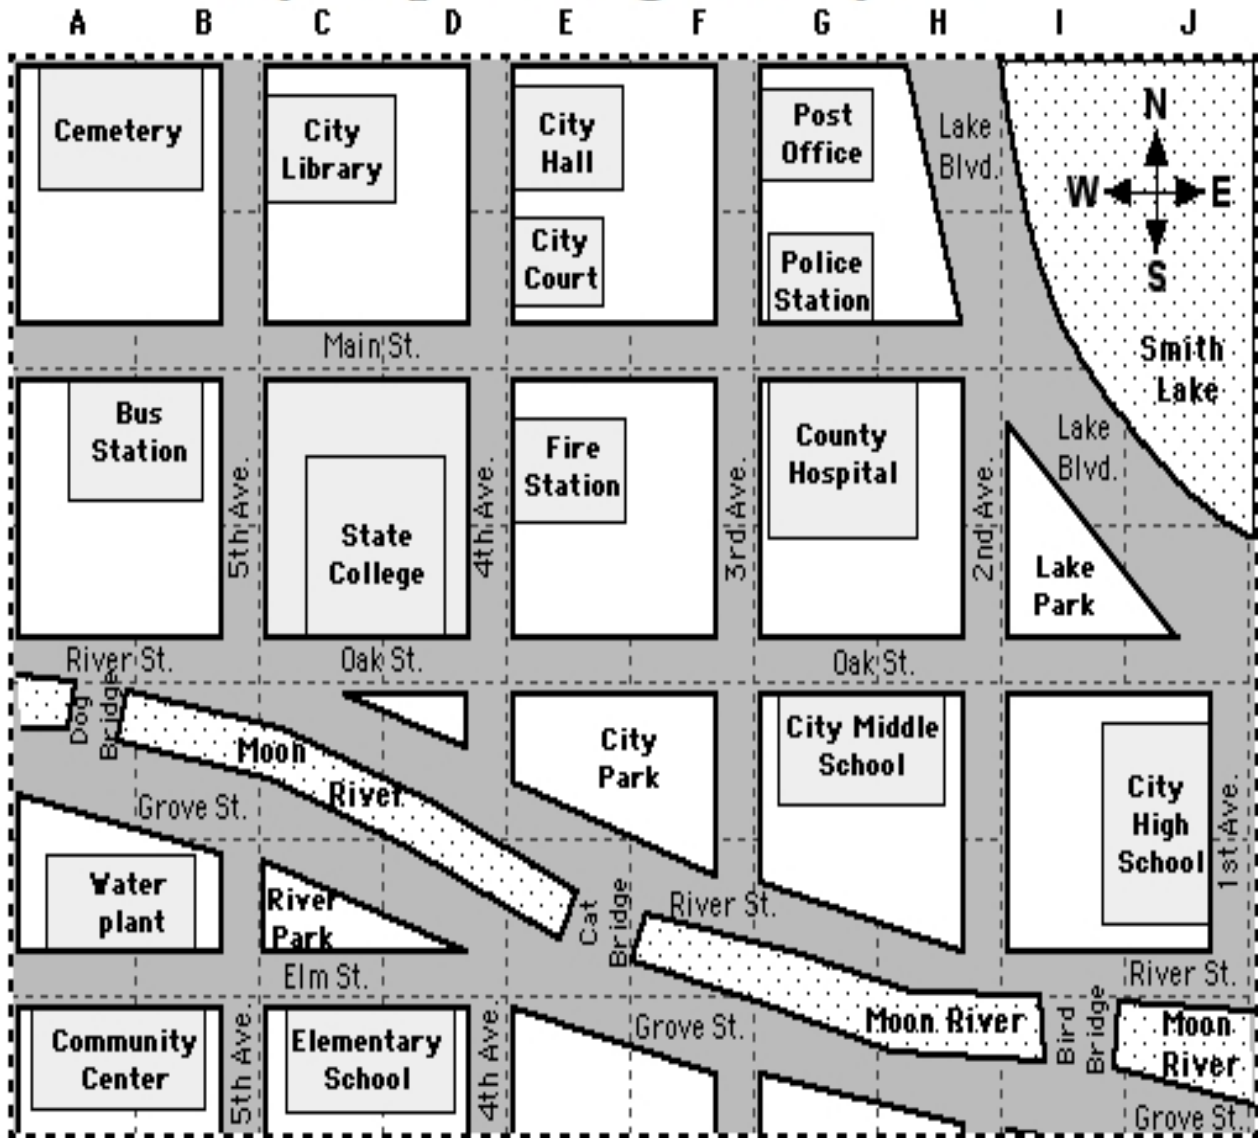 A B C D E F G H I J
Cemetery
City
Library
City
Hall
Post
Office
Lake
Blvd.
N
W E
S
City
Court
Police
Station
Main St.
Smith
Lake
Bus
Station
5th Ave.
State
College
4th Ave.
Fire
Station
3rd Ave.
County
Hospital
2nd Ave.
Lake
Blvd.
Lake
Park
River St.
Oak St.
Oak St.
Dog
Bridge
Moon
River
City
Park
City Middle
School
City
High
School
1st Ave.
Grove St.
Water
plant
River
Park
Cat
Bridge
River St.
Elm St.
River St.
Community
Center
5th Ave.
Elementary
School
4th Ave.
Grove St.
Moon River
Bird
Bridge
Moon
River
Grove St.